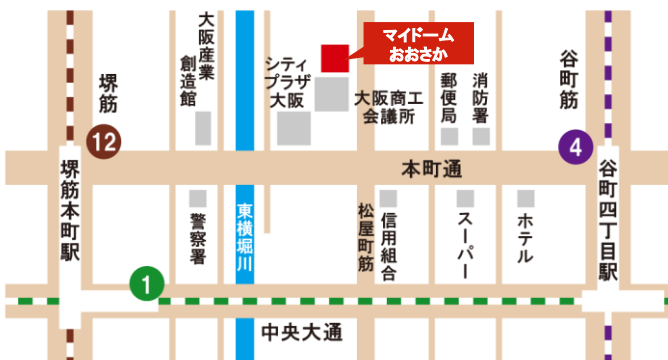 マイドーム
おおさか
大阪産業
創造館
シティ
プラザ
大阪
大阪商工
会議所
郵便局
消防署
谷町筋
堺筋
12
4
本町通
堺筋本町駅
警察署
東横堀川
松屋町筋
信用組合
スーパー
ホテル
谷町四丁目駅
1
中央大通